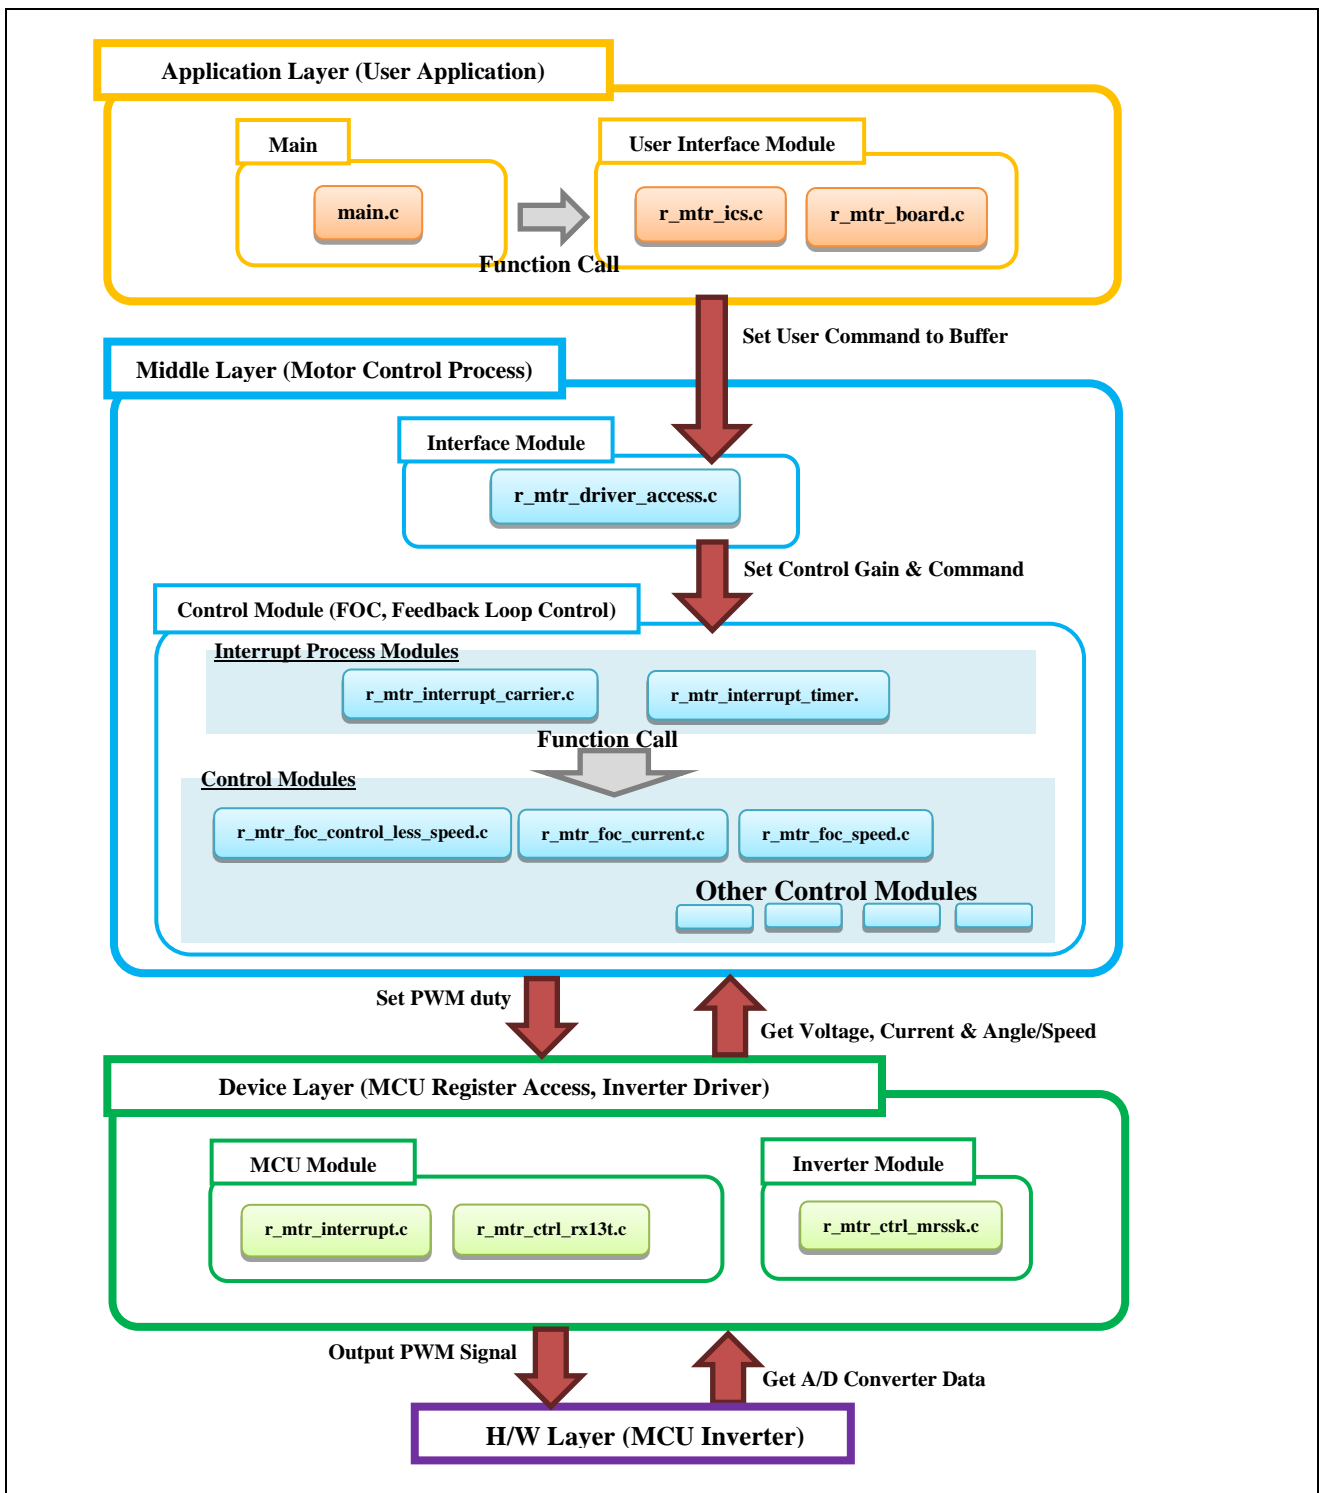 Application Layer (User Application)
Main
User Interface Module
main.c
r_mtr_ics.c
r_mtr_board.c
Function Call
Set User Command to Buffer
Middle Layer (Motor Control Process)
Interface Module
r_mtr_driver_access.c
Set Control Gain & Command
Control Module (FOC, Feedback Loop Control)
Interrupt Process Modules
r_mtr_interrupt_carrier.c
r_mtr_interrupt_timer.
Function Call
Control Modules
r_mtr_foc_control_less_speed.c
r_mtr_foc_current.c
r_mtr_foc_speed.c
Other Control Modules
Set PWM duty
Get Voltage, Current & Angle/Speed
Device Layer (MCU Register Access, Inverter Driver)
MCU Module
Inverter Module
r_mtr_interrupt.c
r_mtr_ctrl_rx13t.c
r_mtr_ctrl_mrssk.c
Output PWM Signal
Get A/D Converter Data
H/W Layer (MCU Inverter)